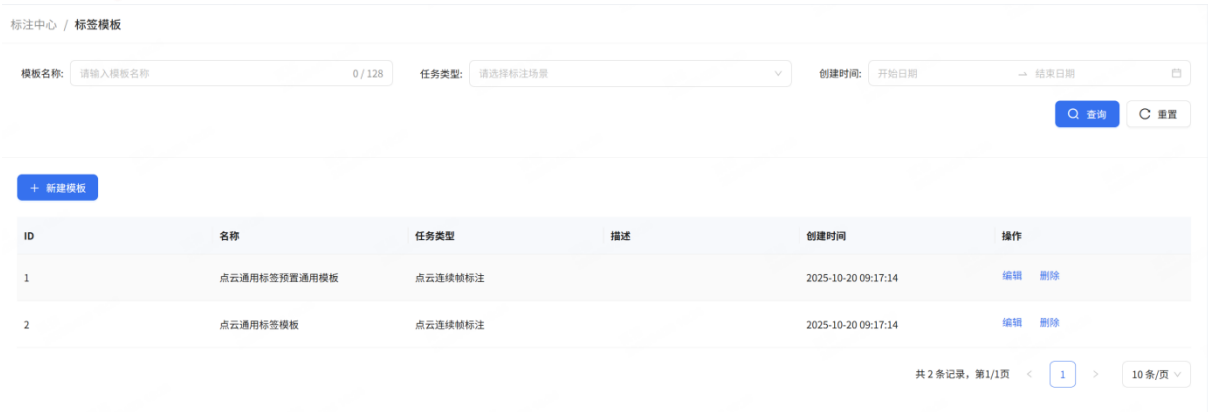 标注中心 / 标签模板
模板名称: 请输入模板名称 0 / 128 任务类型: 请选择标注场景 创建时间: 开始日期 → 结束日期
查询 重置
+ 新建模板
ID 名称 任务类型 描述 创建时间 操作
1 点云通用标签预置通用模板 点云连续帧标注 2025-10-20 09:17:14 编辑 删除
2 点云通用标签模板 点云连续帧标注 2025-10-20 09:17:14 编辑 删除
共 2 条记录，第1/1页 < 1 > 10 条/页